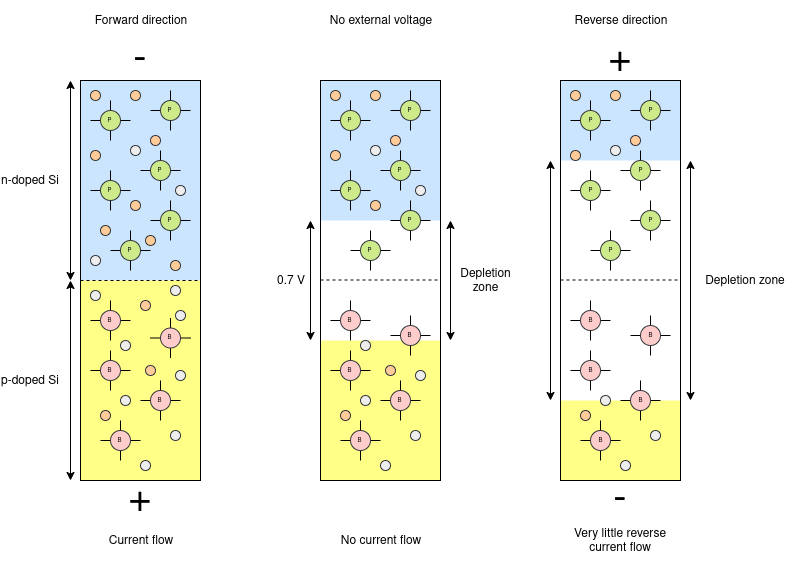 Forward direction
No external voltage
Reverse direction
-
+
n-doped Si
p-doped Si
P
P
P
P
P
P
B
B
B
B
B
P
P
P
P
P
P
0.7 V
Depletion
zone
B
B
B
B
B
P
P
P
P
P
P
Depletion zone
B
B
B
B
B
+
-
Current flow
No current flow
Very little reverse
current flow